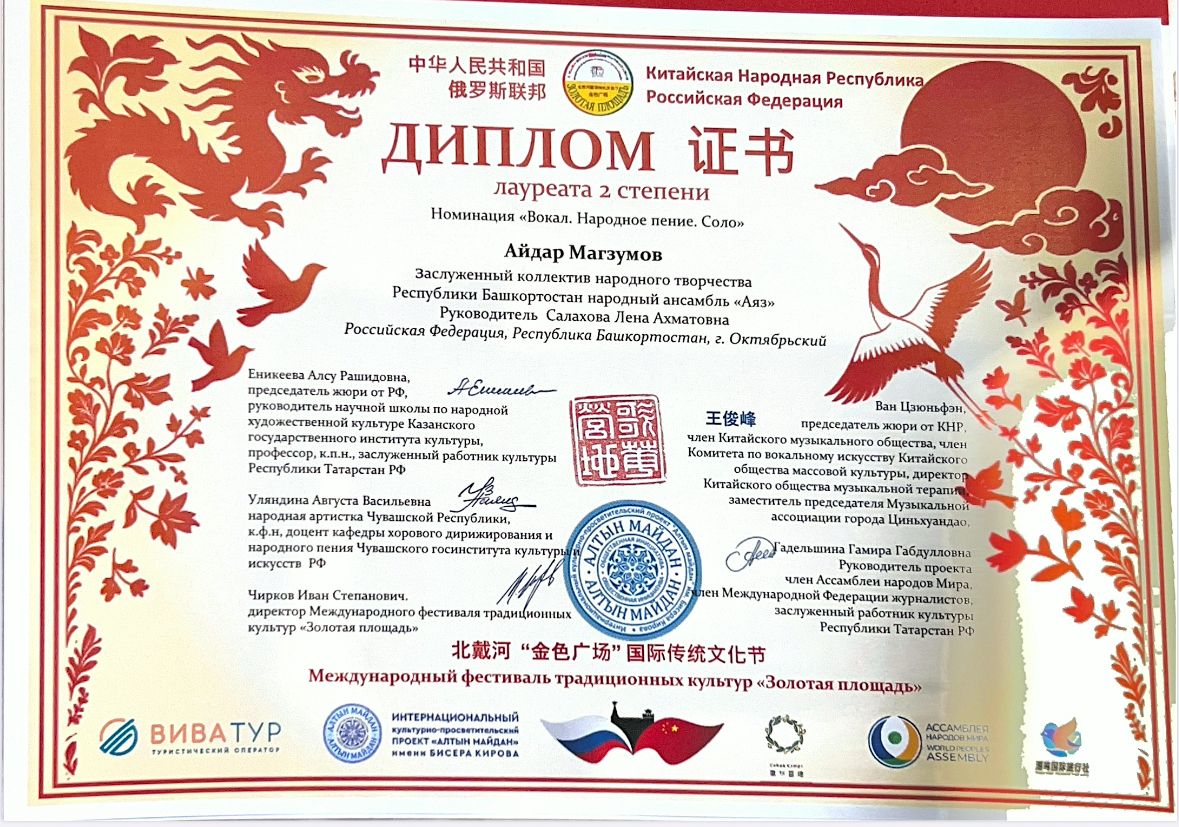 中华人民共和国
俄罗斯联邦
ЗОЛОТАЯ ПЛОЩАДЬ
Китайская Народная Республика
Российская Федерация
ДИПЛОМ 证书
лауреата 2 степени
Номинация «Вокал. Народное пение. Соло»
Айдар Магзумов
Заслуженный коллектив народного творчества
Республики Башкортостан народный ансамбль «Аяз»
Руководитель Салахова Лена Ахматовна
Российская Федерация, Республика Башкортостан, г. Октябрьский
Еникеева Алсу Рашидовна,
председатель жюри от РФ,
руководитель научной школы по народной
художественной культуре Казанского
государственного института культуры,
профессор, к.п.н., заслуженный работник культуры
Республики Татарстан РФ
Уляндина Августа Васильевна
народная артистка Чувашской Республики,
к.ф.н, доцент кафедры хорового дирижирования и
народного пения Чувашского госинститута культуры и
искусств РФ
Чирков Иван Степанович.
директор Международного фестиваля традиционных
культур «Золотая площадь»
АЛТЫН МАЙДАН
АЛТЫН МАЙДАН
王俊峰
Ван Цзюньфэн,
председатель жюри от КНР,
член Китайского музыкального общества, член
Комитета по вокальному искусству Китайского
общества массовой культуры, директор
Китайского общества музыкальной терапии,
заместитель председателя Музыкальной
ассоциации города Циньхуандао,
Гадельшина Гамира Габдулловна
Руководитель проекта
член Ассамблеи народов Мира,
член Международной Федерации журналистов,
заслуженный работник культуры
Республики Татарстан РФ
北戴河 “金色广场” 国际传统文化节
Международный фестиваль традиционных культур «Золотая площадь»
ВИВАТУР
ТУРИСТИЧЕСКИЙ ОПЕРАТОР
АЛТЫН МАЙДАН
АЛТЫН МАЙДАН
ИНТЕРНАЦИОНАЛЬНЫЙ
культурно-просветительский
ПРОЕКТ «АЛТЫН МАЙДАН»
имени БИСЕРА КИРОВА
АССАМБЛЕЯ
НАРОДОВ МИРА
WORLD PEOPLES
ASSEMBLY